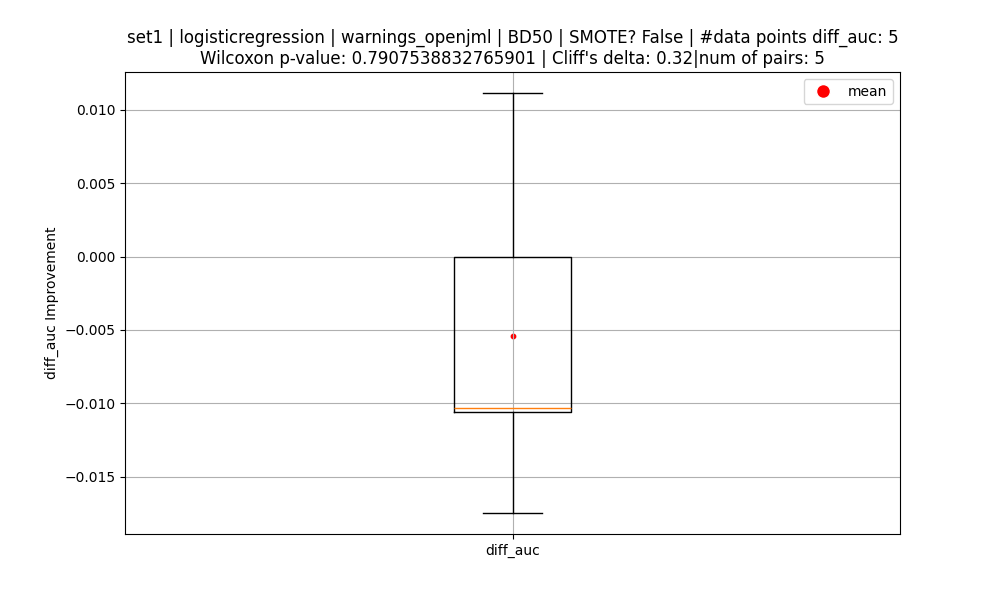 set1 | logisticregression | warnings_openjml | BD50 | SMOTE? False | #data points diff_auc: 5
Wilcoxon p-value: 0.7907538832765901 | Cliff's delta: 0.32|num of pairs: 5
mean
0.010
0.005
0.000
−0.005
−0.010
−0.015
diff_auc Improvement
diff_auc